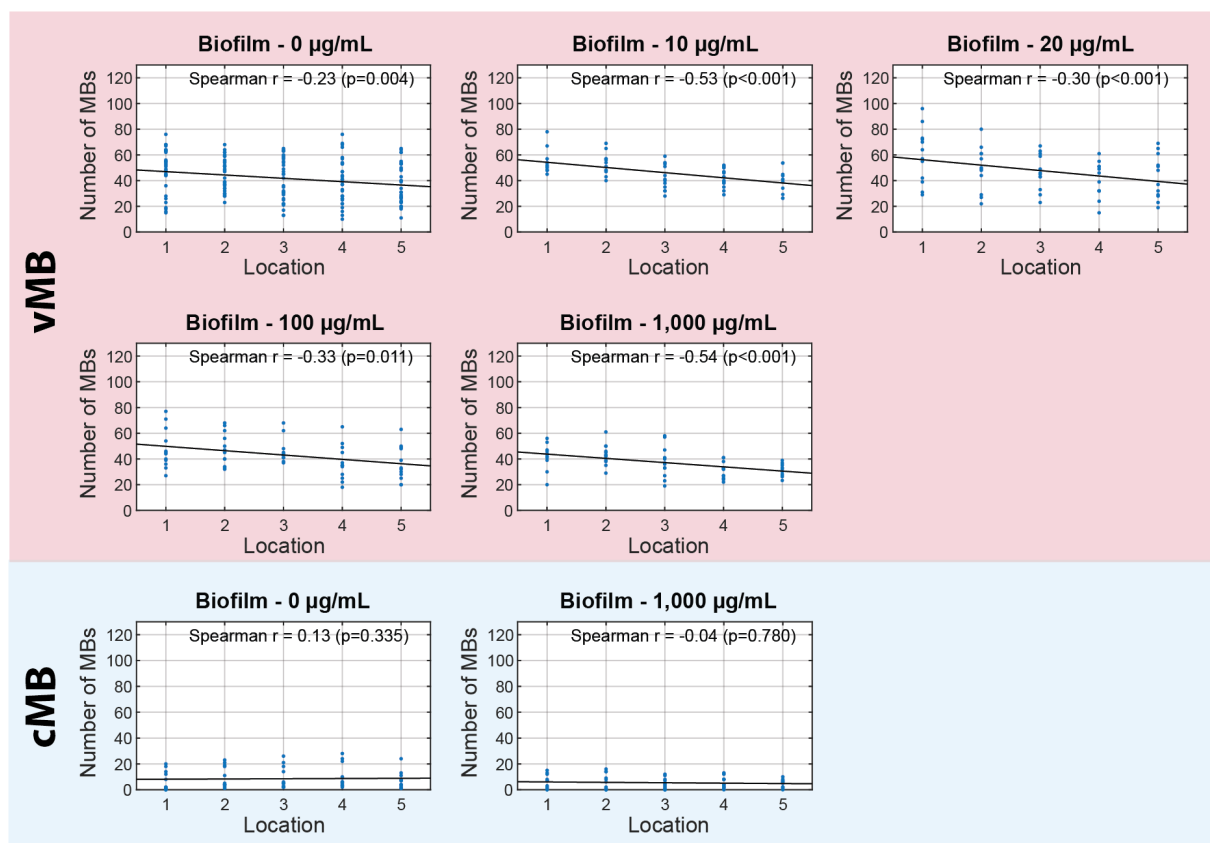 vMB
Biofilm - 0 µg/mL
Spearman r = -0.23 (p=0.004)
Number of MBs
120
100
80
60
40
20
0
1 2 3 4 5
Location
Biofilm - 10 µg/mL
Spearman r = -0.53 (p<0.001)
Number of MBs
120
100
80
60
40
20
0
1 2 3 4 5
Location
Biofilm - 20 µg/mL
Spearman r = -0.30 (p<0.001)
Number of MBs
120
100
80
60
40
20
0
1 2 3 4 5
Location
Biofilm - 100 µg/mL
Spearman r = -0.33 (p=0.011)
Number of MBs
120
100
80
60
40
20
0
1 2 3 4 5
Location
Biofilm - 1,000 µg/mL
Spearman r = -0.54 (p<0.001)
Number of MBs
120
100
80
60
40
20
0
1 2 3 4 5
Location
cMB
Biofilm - 0 µg/mL
Spearman r = 0.13 (p=0.335)
Number of MBs
120
100
80
60
40
20
0
1 2 3 4 5
Location
Biofilm - 1,000 µg/mL
Spearman r = -0.04 (p=0.780)
Number of MBs
120
100
80
60
40
20
0
1 2 3 4 5
Location